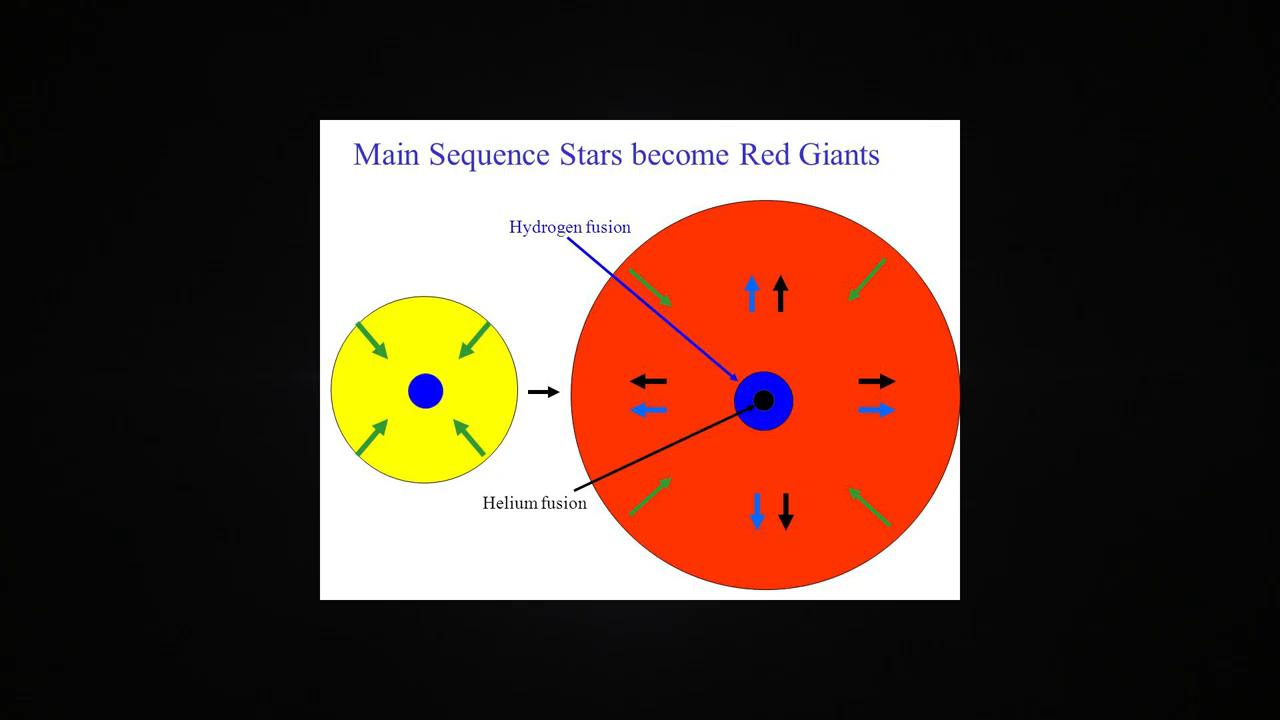 Main Sequence Stars become Red Giants
Hydrogen fusion
Helium fusion